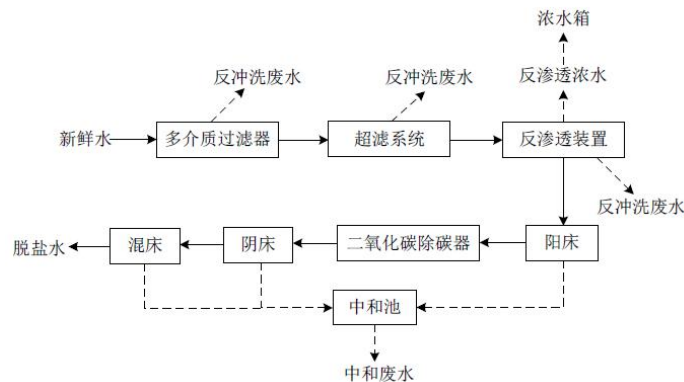 浓水箱
反冲洗废水
反冲洗废水
反渗透浓水
新鲜水
多介质过滤器
超滤系统
反渗透装置
反冲洗废水
脱盐水
混床
阴床
二氧化碳除碳器
阳床
中和池
中和废水